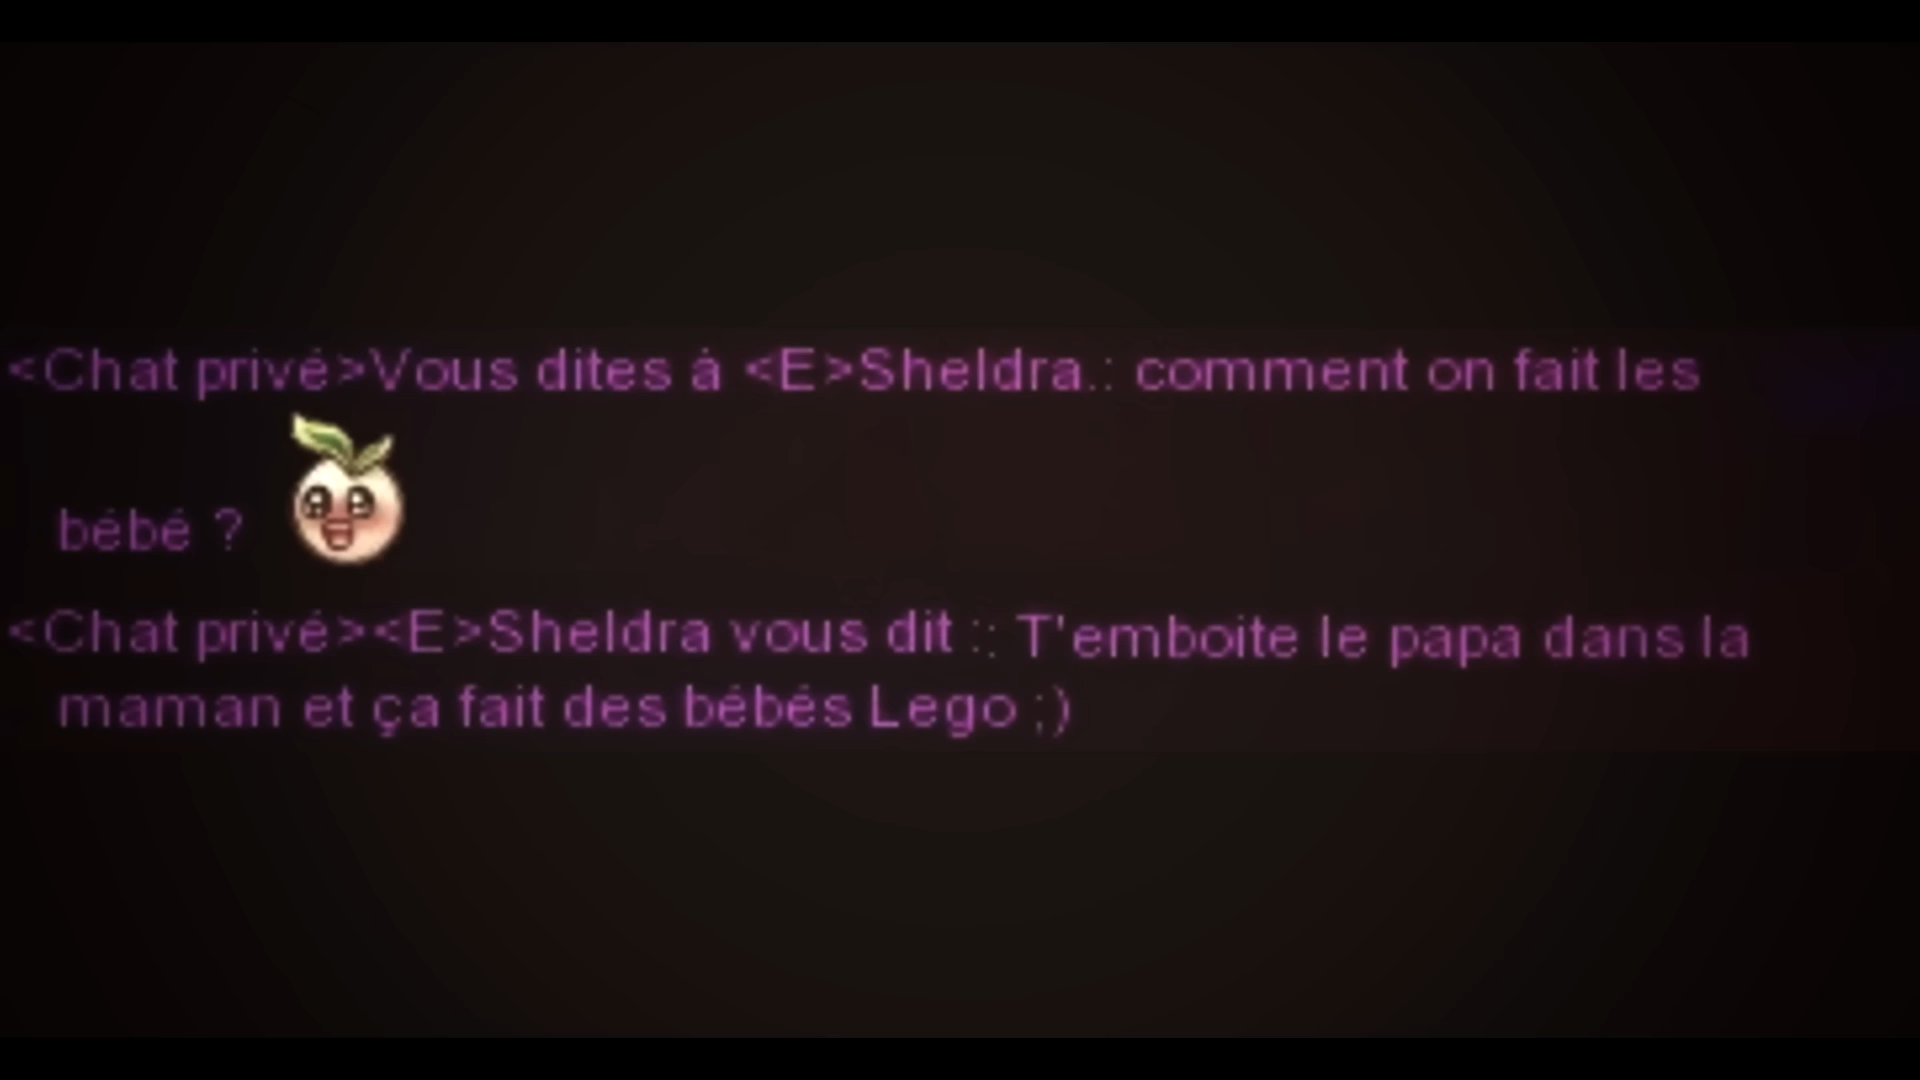 <Chat privé>Vous dites à <E>Sheldra.: comment on fait les
bébé ?
<Chat privé><E>Sheldra vous dit :: T'emboite le papa dans la
maman et ça fait des bébés Lego ;)